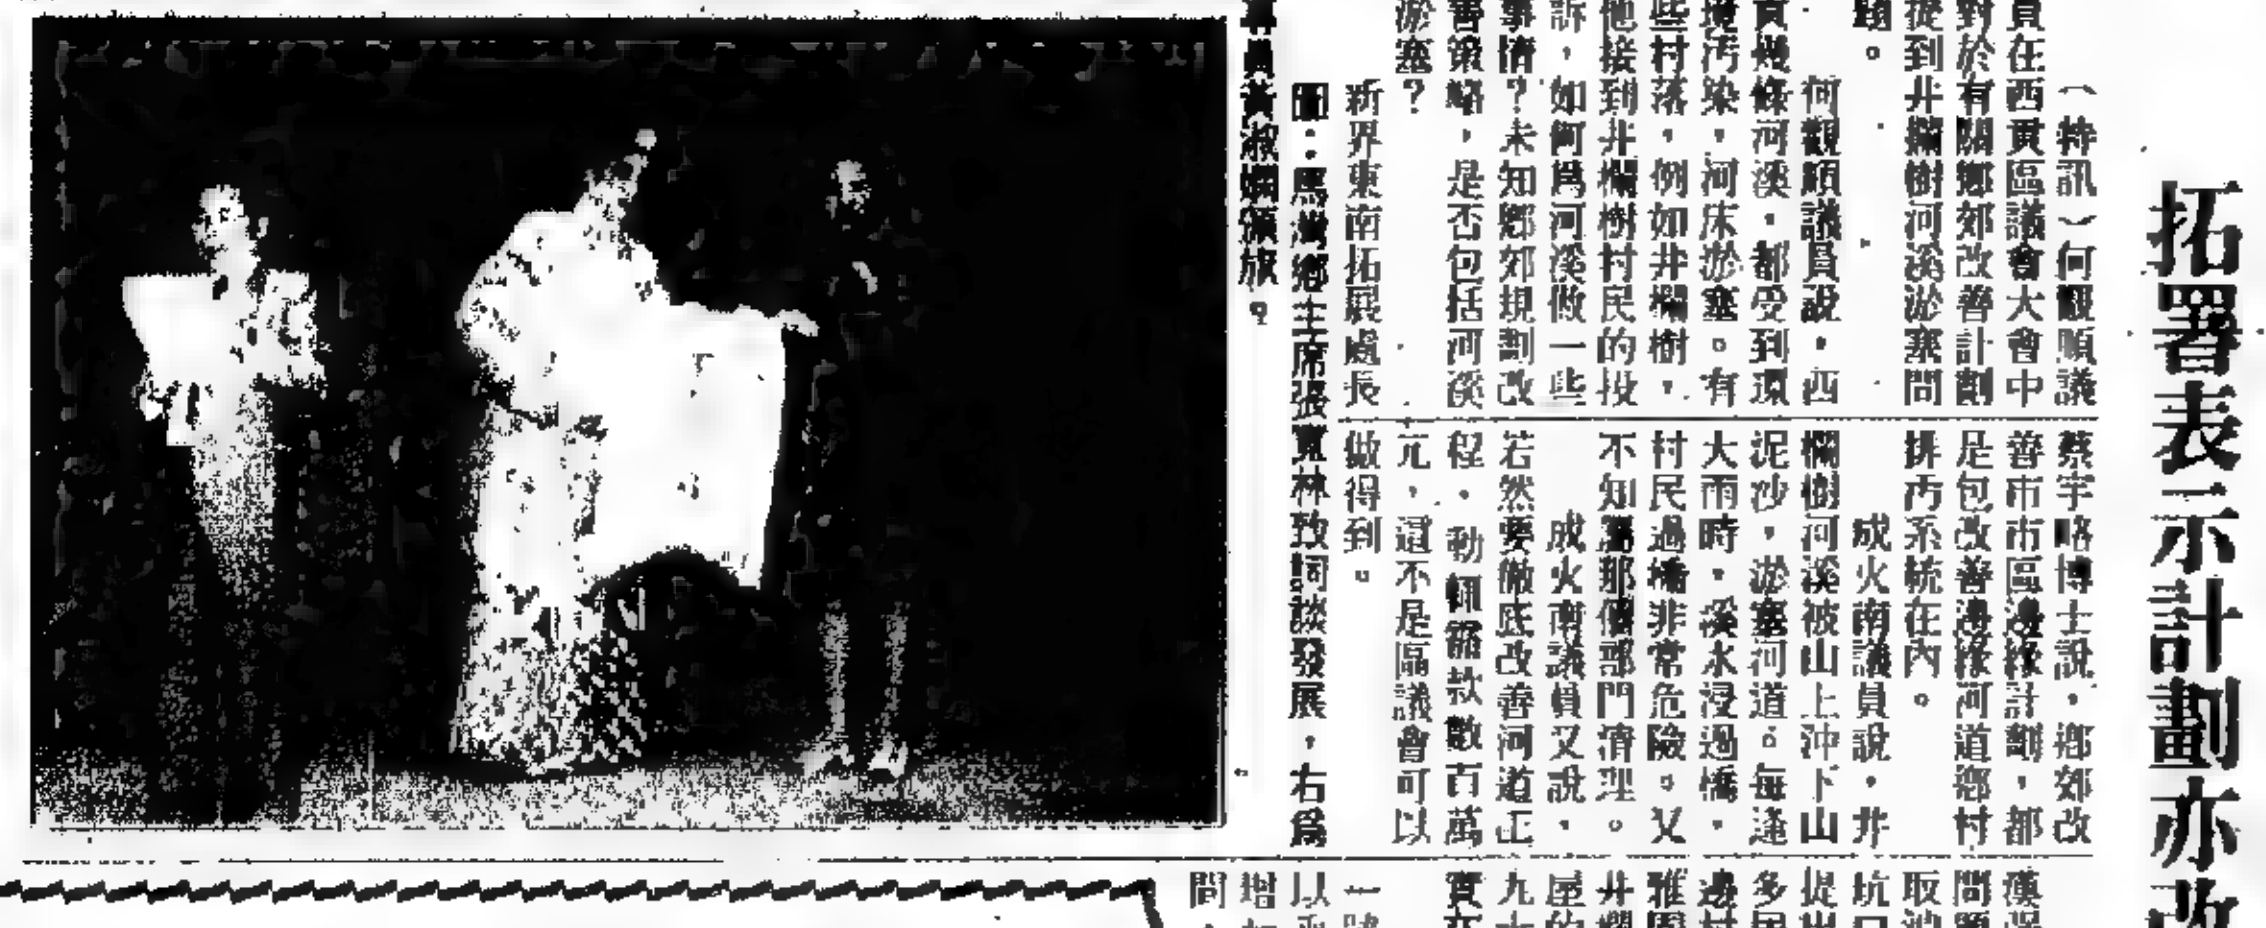 拓署表示計劃亦改
（特訊）何觀順議
員在西貢區議會大會中
對於有關鄉郊改善計劃
提到井欄樹河溪淤塞問
題。
何觀順議員說，西
貢幾條河溪，都受到環
境汚染，河床淤塞。有
些村落，例如井欄樹，
他接到井欄樹村民的投
訴，如何爲河溪做一些
事情？未知鄉郊規劃改
善策略，是否包括河溪
淤塞？
新界東南拓展處長
蔡宇略博士說，鄉郊改
善市市區邊緣計劃，都
是包改善邊緣河道鄉村
排汚系統在內。
成火南議員說，井
欄樹河溪被山上沖下山
泥沙，淤塞河道。每逢
大雨時，溪水浸過橋，
村民過橋非常危險。又
不知屬那個部門清理。
成火南議員又說，
若然要徹底改善河道工
程，動輒需款數百萬
元，這不是區議會可以
做得到。
圖：馬灣鄉主席張寬林致詞談發展，右爲
黃淑嫻頒旗。